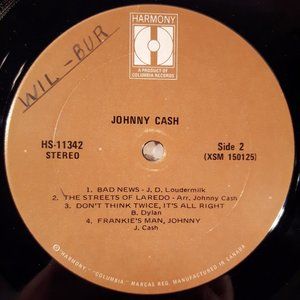 HARMONY
H
A PRODUCT OF
COLUMBIA RECORDS
WIL-BUR
JOHNNY CASH
HS-11342
STEREO
Side 2
(XSM 150125)
1. BAD NEWS - J. D. Loudermilk
2. THE STREETS OF LAREDO - Arr. Johnny Cash
3. DON'T THINK TWICE, IT'S ALL RIGHT
B. Dylan
4. FRANKIE'S MAN, JOHNNY
J. Cash
"HARMONY," "COLUMBIA" MARCAS REG. MANUFACTURED IN CANADA